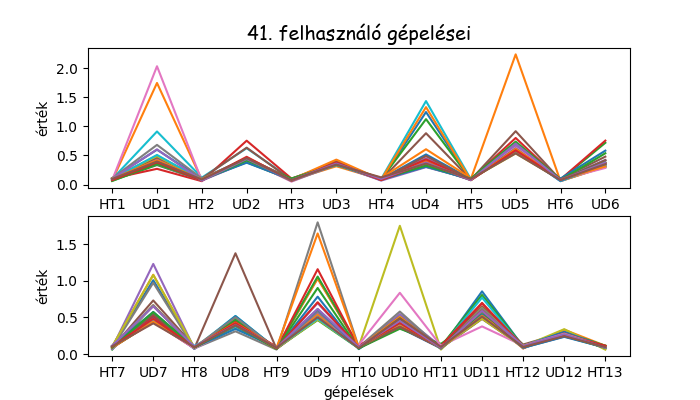 41. felhasználó gépelései
érték
2.0
1.5
1.0
0.5
0.0
HT1 UD1 HT2 UD2 HT3 UD3 HT4 UD4 HT5 UD5 HT6 UD6
érték
1.5
1.0
0.5
0.0
HT7 UD7 HT8 UD8 HT9 UD9 HT10 UD10 HT11 UD11 HT12 UD12 HT13
gépelések